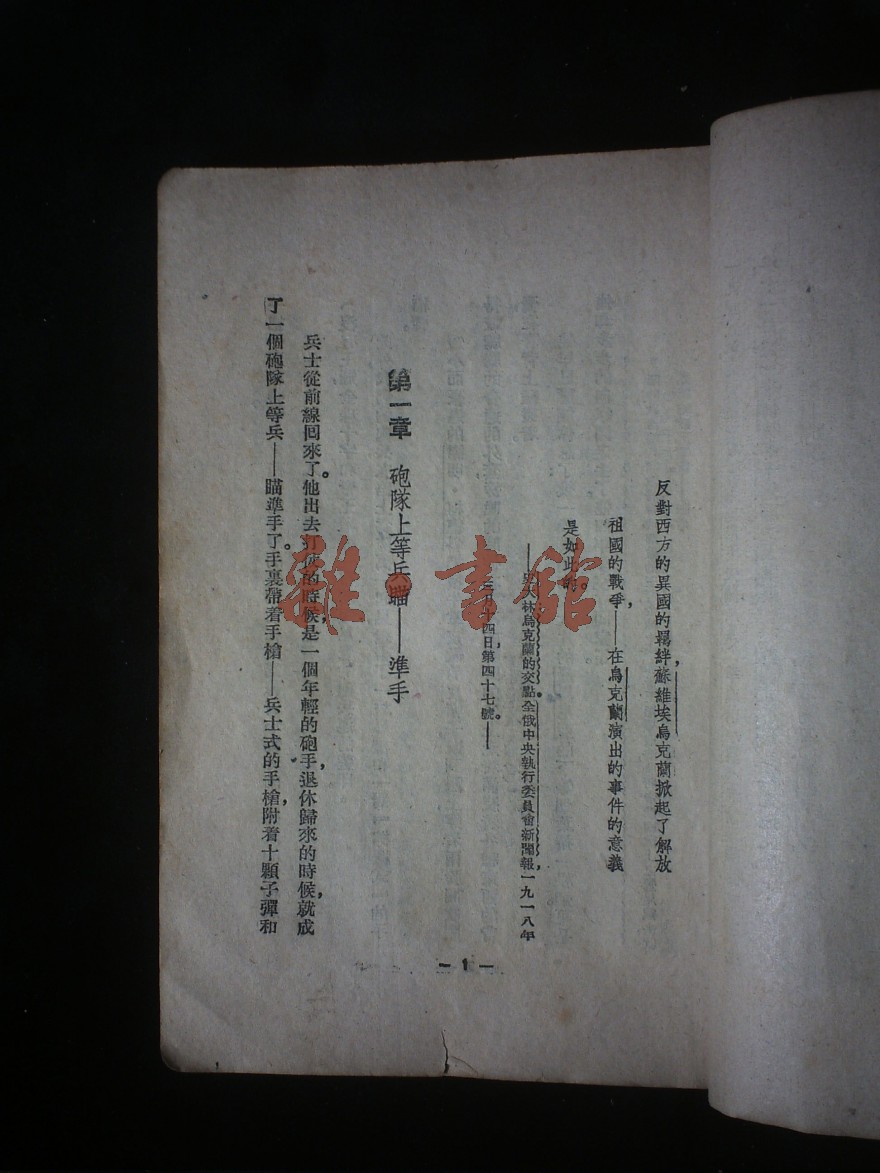 反對西方的異國的羈絆，蘇維埃烏克蘭掀起了解放
祖國的戰爭，——在烏克蘭演出的事件的意義
是如此的。
林烏克蘭的交點。全俄中央執行委員會新聞報，一九一八年
四日，第四十七號。——
第一章 砲隊上等兵瞄——準手
兵士從前線回來了。他出去打仗的時候，是一個年輕的砲手，退休歸來的時候，就成
了一個砲隊上等兵——瞄準手了。手裏帶着手槍——兵士式的手槍，附着十顆子彈和
— 1 —
雜·書館